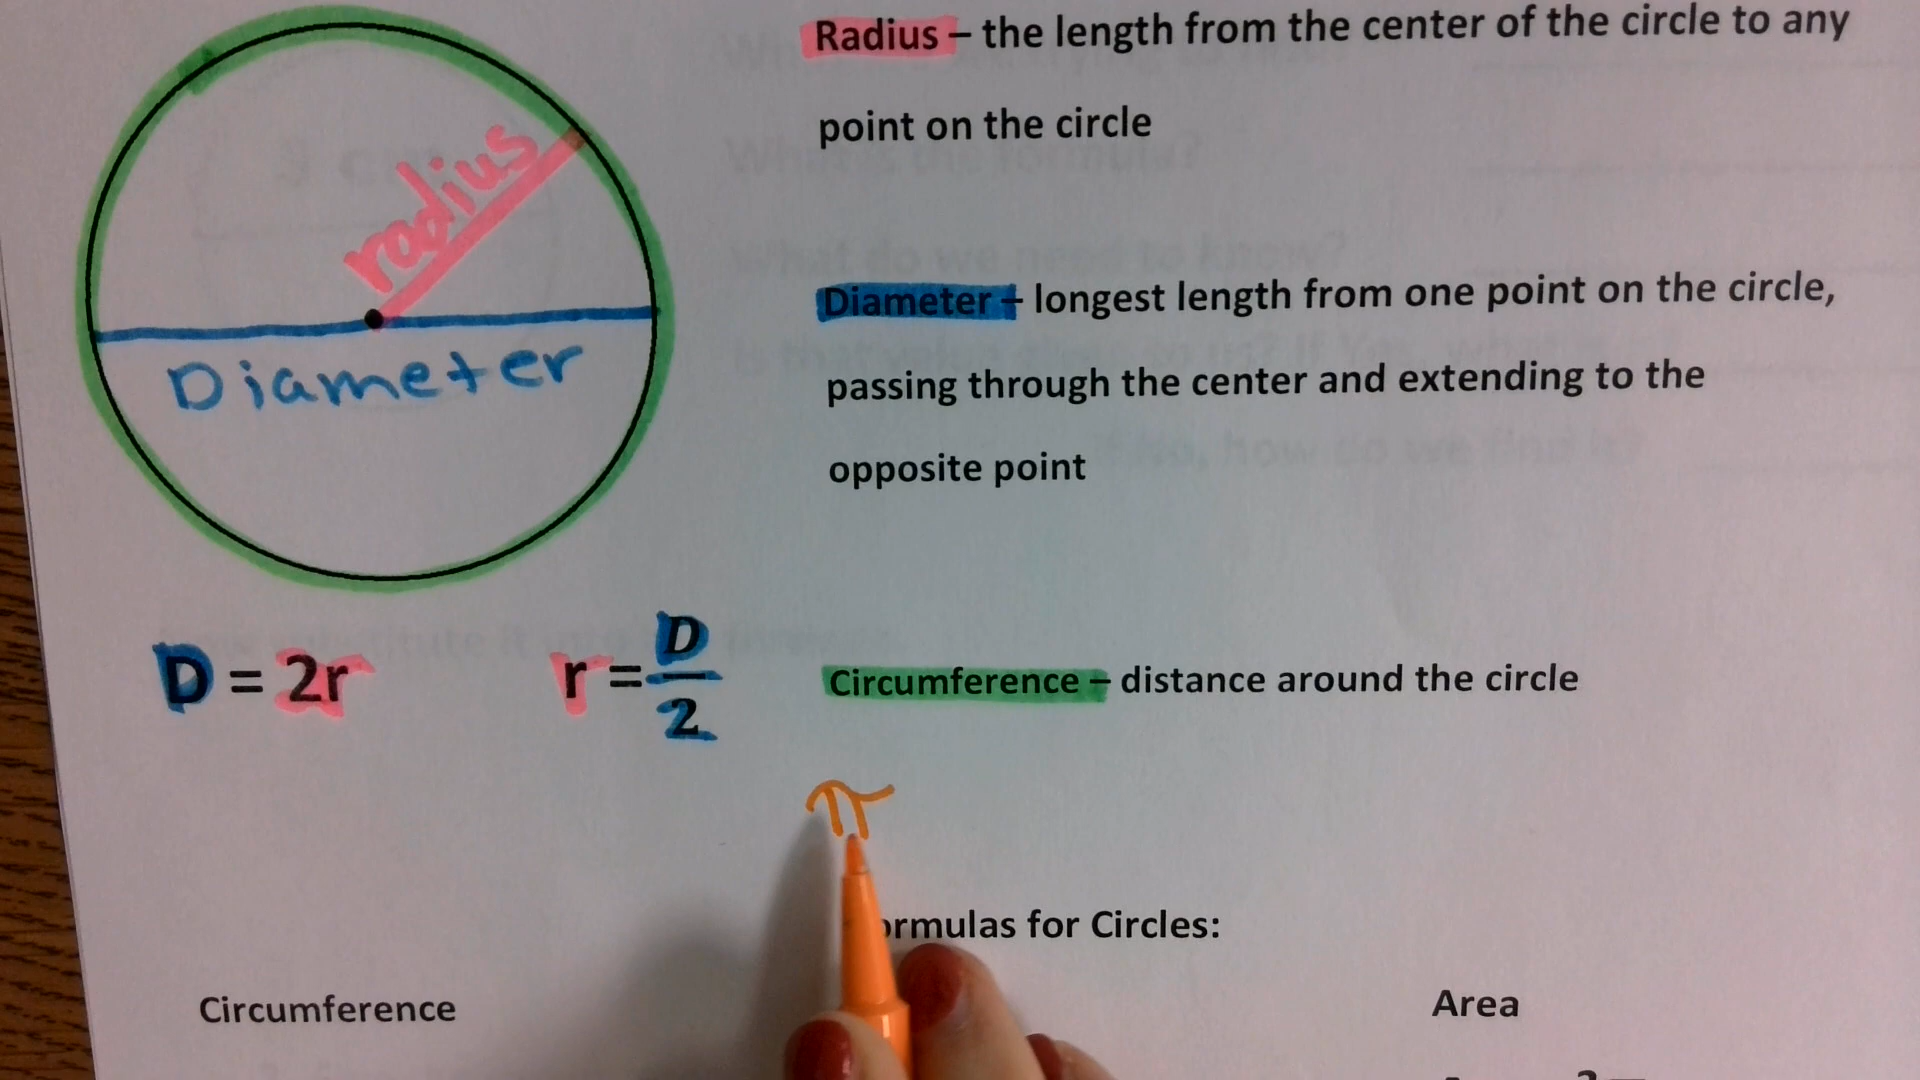 Radius – the length from the center of the circle to any
point on the circle
radius
Diameter – longest length from one point on the circle,
passing through the center and extending to the
opposite point
Diameter
D = 2r
r = D/2
Circumference – distance around the circle
π
ormulas for Circles:
Circumference
Area